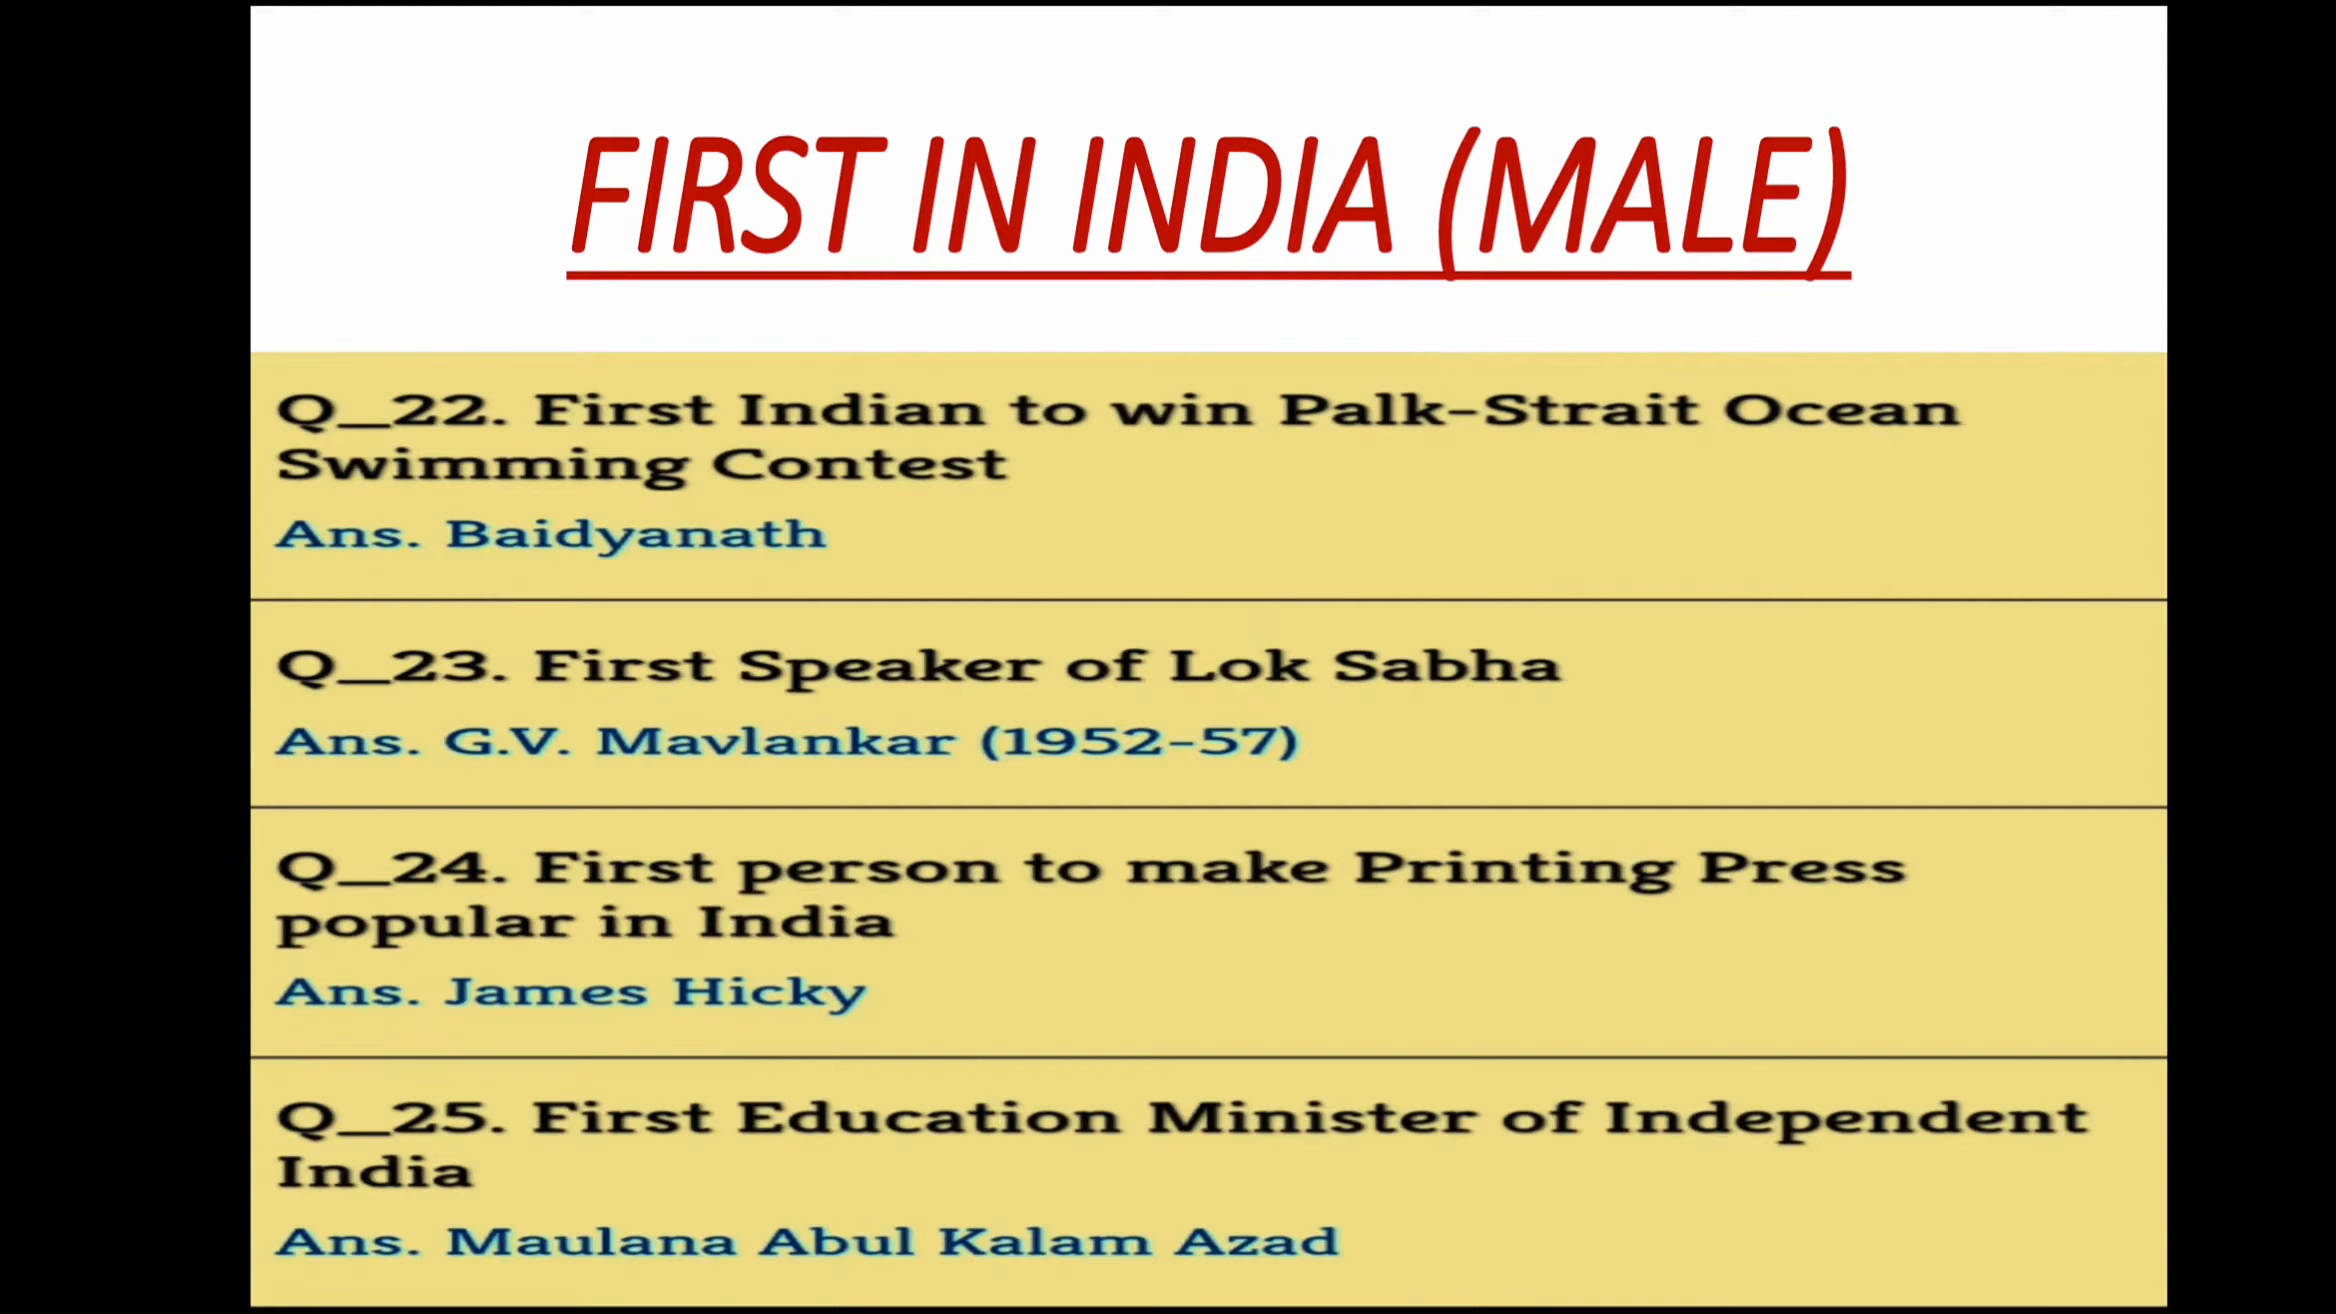 FIRST IN INDIA (MALE)
Q_22. First Indian to win Palk-Strait Ocean
Swimming Contest
Ans. Baidyanath
Q_23. First Speaker of Lok Sabha
Ans. G.V. Mavlankar (1952-57)
Q_24. First person to make Printing Press
popular in India
Ans. James Hicky
Q_25. First Education Minister of Independent
India
Ans. Maulana Abul Kalam Azad